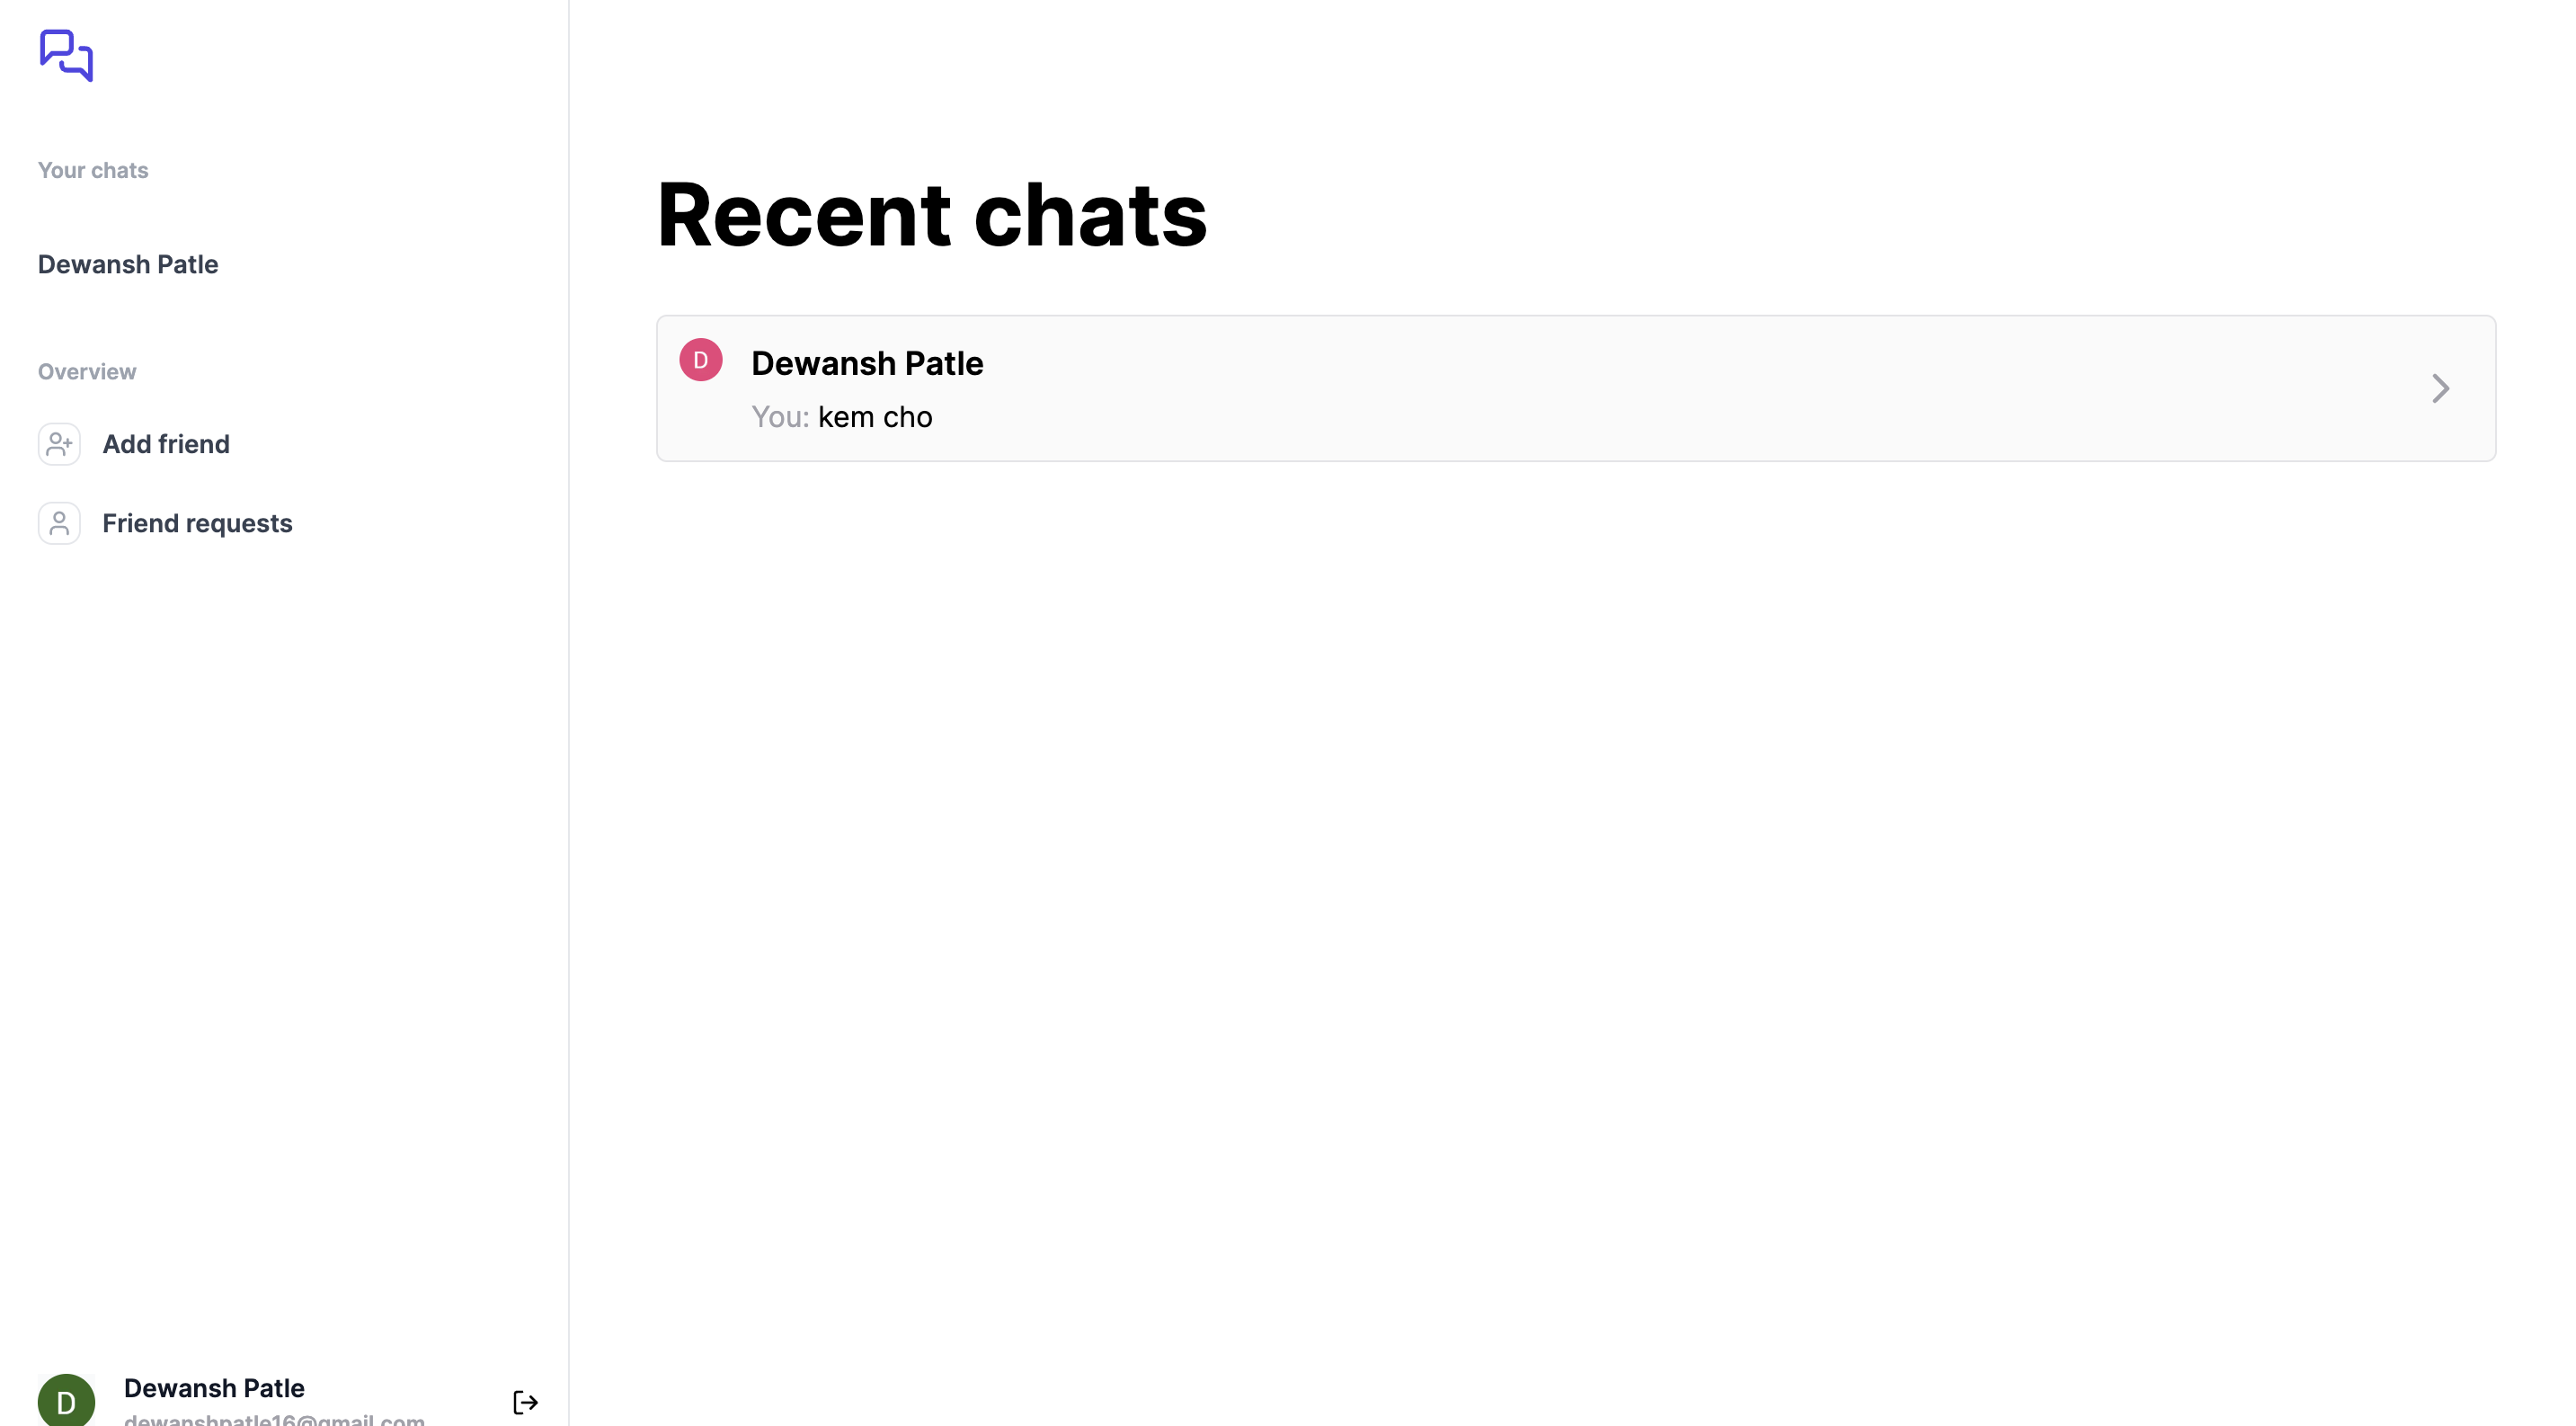 Your chats
Dewansh Patle
Overview
Add friend
Friend requests
D
Dewansh Patle
dewanshpatle16@gmail.com
Recent chats
D
Dewansh Patle
You: kem cho